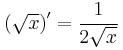 (√x)′ = 1/(2√x)